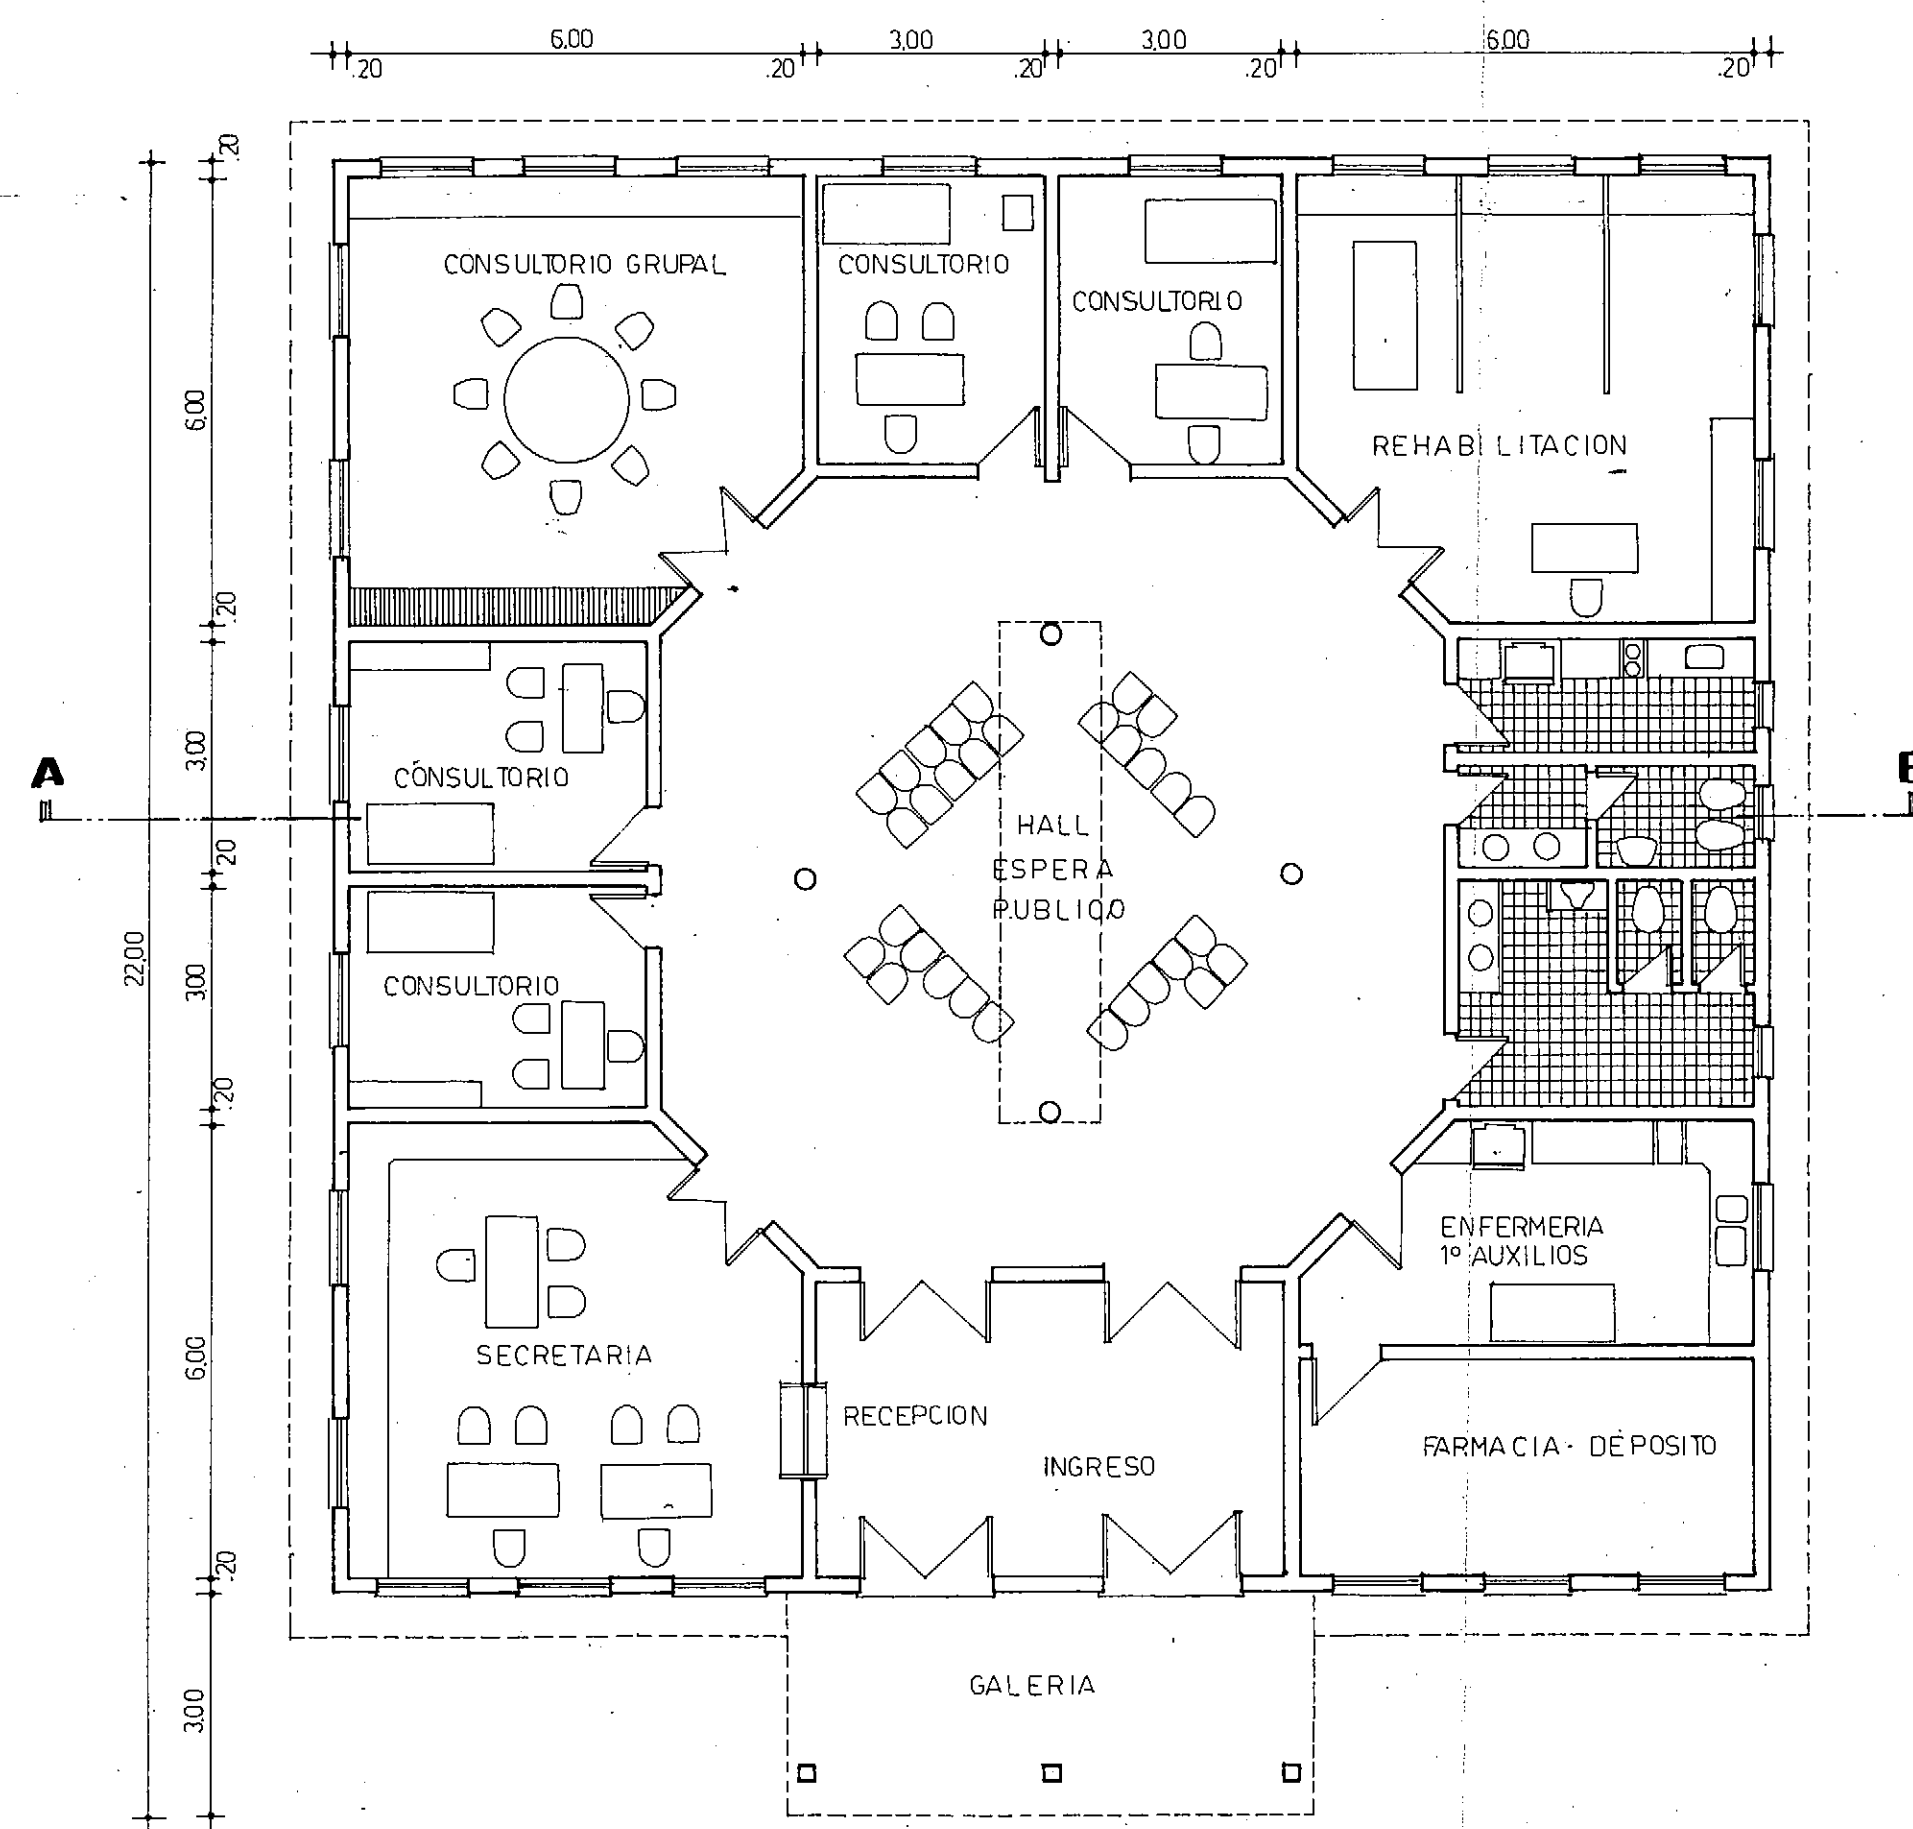 6,00 3,00 3,00 6,00
.20 .20 .20 .20 .20
.20
CONSULTORIO GRUPAL
CONSULTORIO
CONSULTORIO
6,00
REHABILITACION
.20
3,00
A
CONSULTORIO
HALL
ESPERA
PUBLICO
.20
22,00
3,00
CONSULTORIO
.20
ENFERMERIA
1º AUXILIOS
6,00
SECRETARIA
RECEPCION
INGRESO
FARMACIA - DEPOSITO
.20
GALERIA
3,00